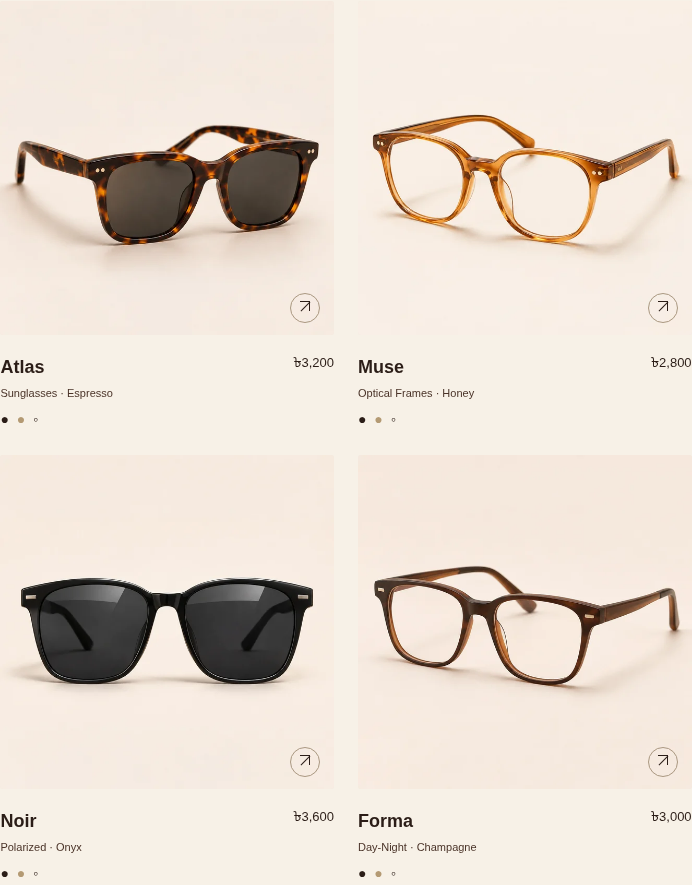 Atlas ৳3,200
Sunglasses · Espresso
Muse ৳2,800
Optical Frames · Honey
Noir ৳3,600
Polarized · Onyx
Forma ৳3,000
Day-Night · Champagne